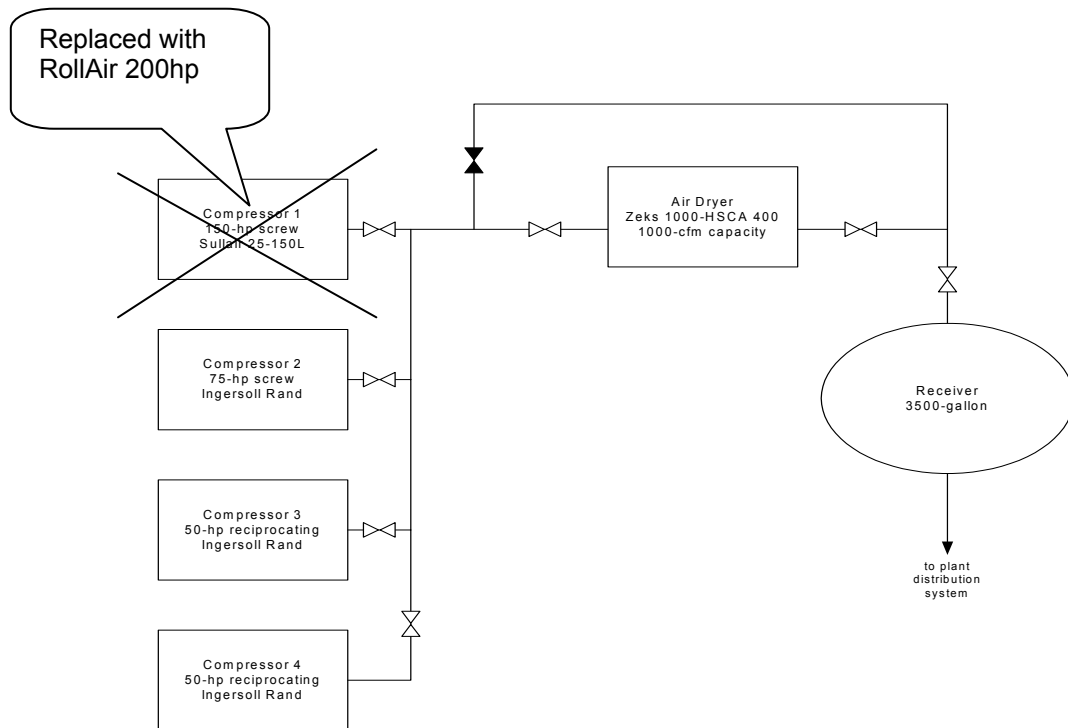 Replaced with
RollAir 200hp
Compressor 1
150-hp screw
Sullair 25-150L
Air Dryer
Zeks 1000-HSCA 400
1000-cfm capacity
Compressor 2
75-hp screw
Ingersoll Rand
Receiver
3500-gallon
Compressor 3
50-hp reciprocating
Ingersoll Rand
to plant
distribution
system
Compressor 4
50-hp reciprocating
Ingersoll Rand